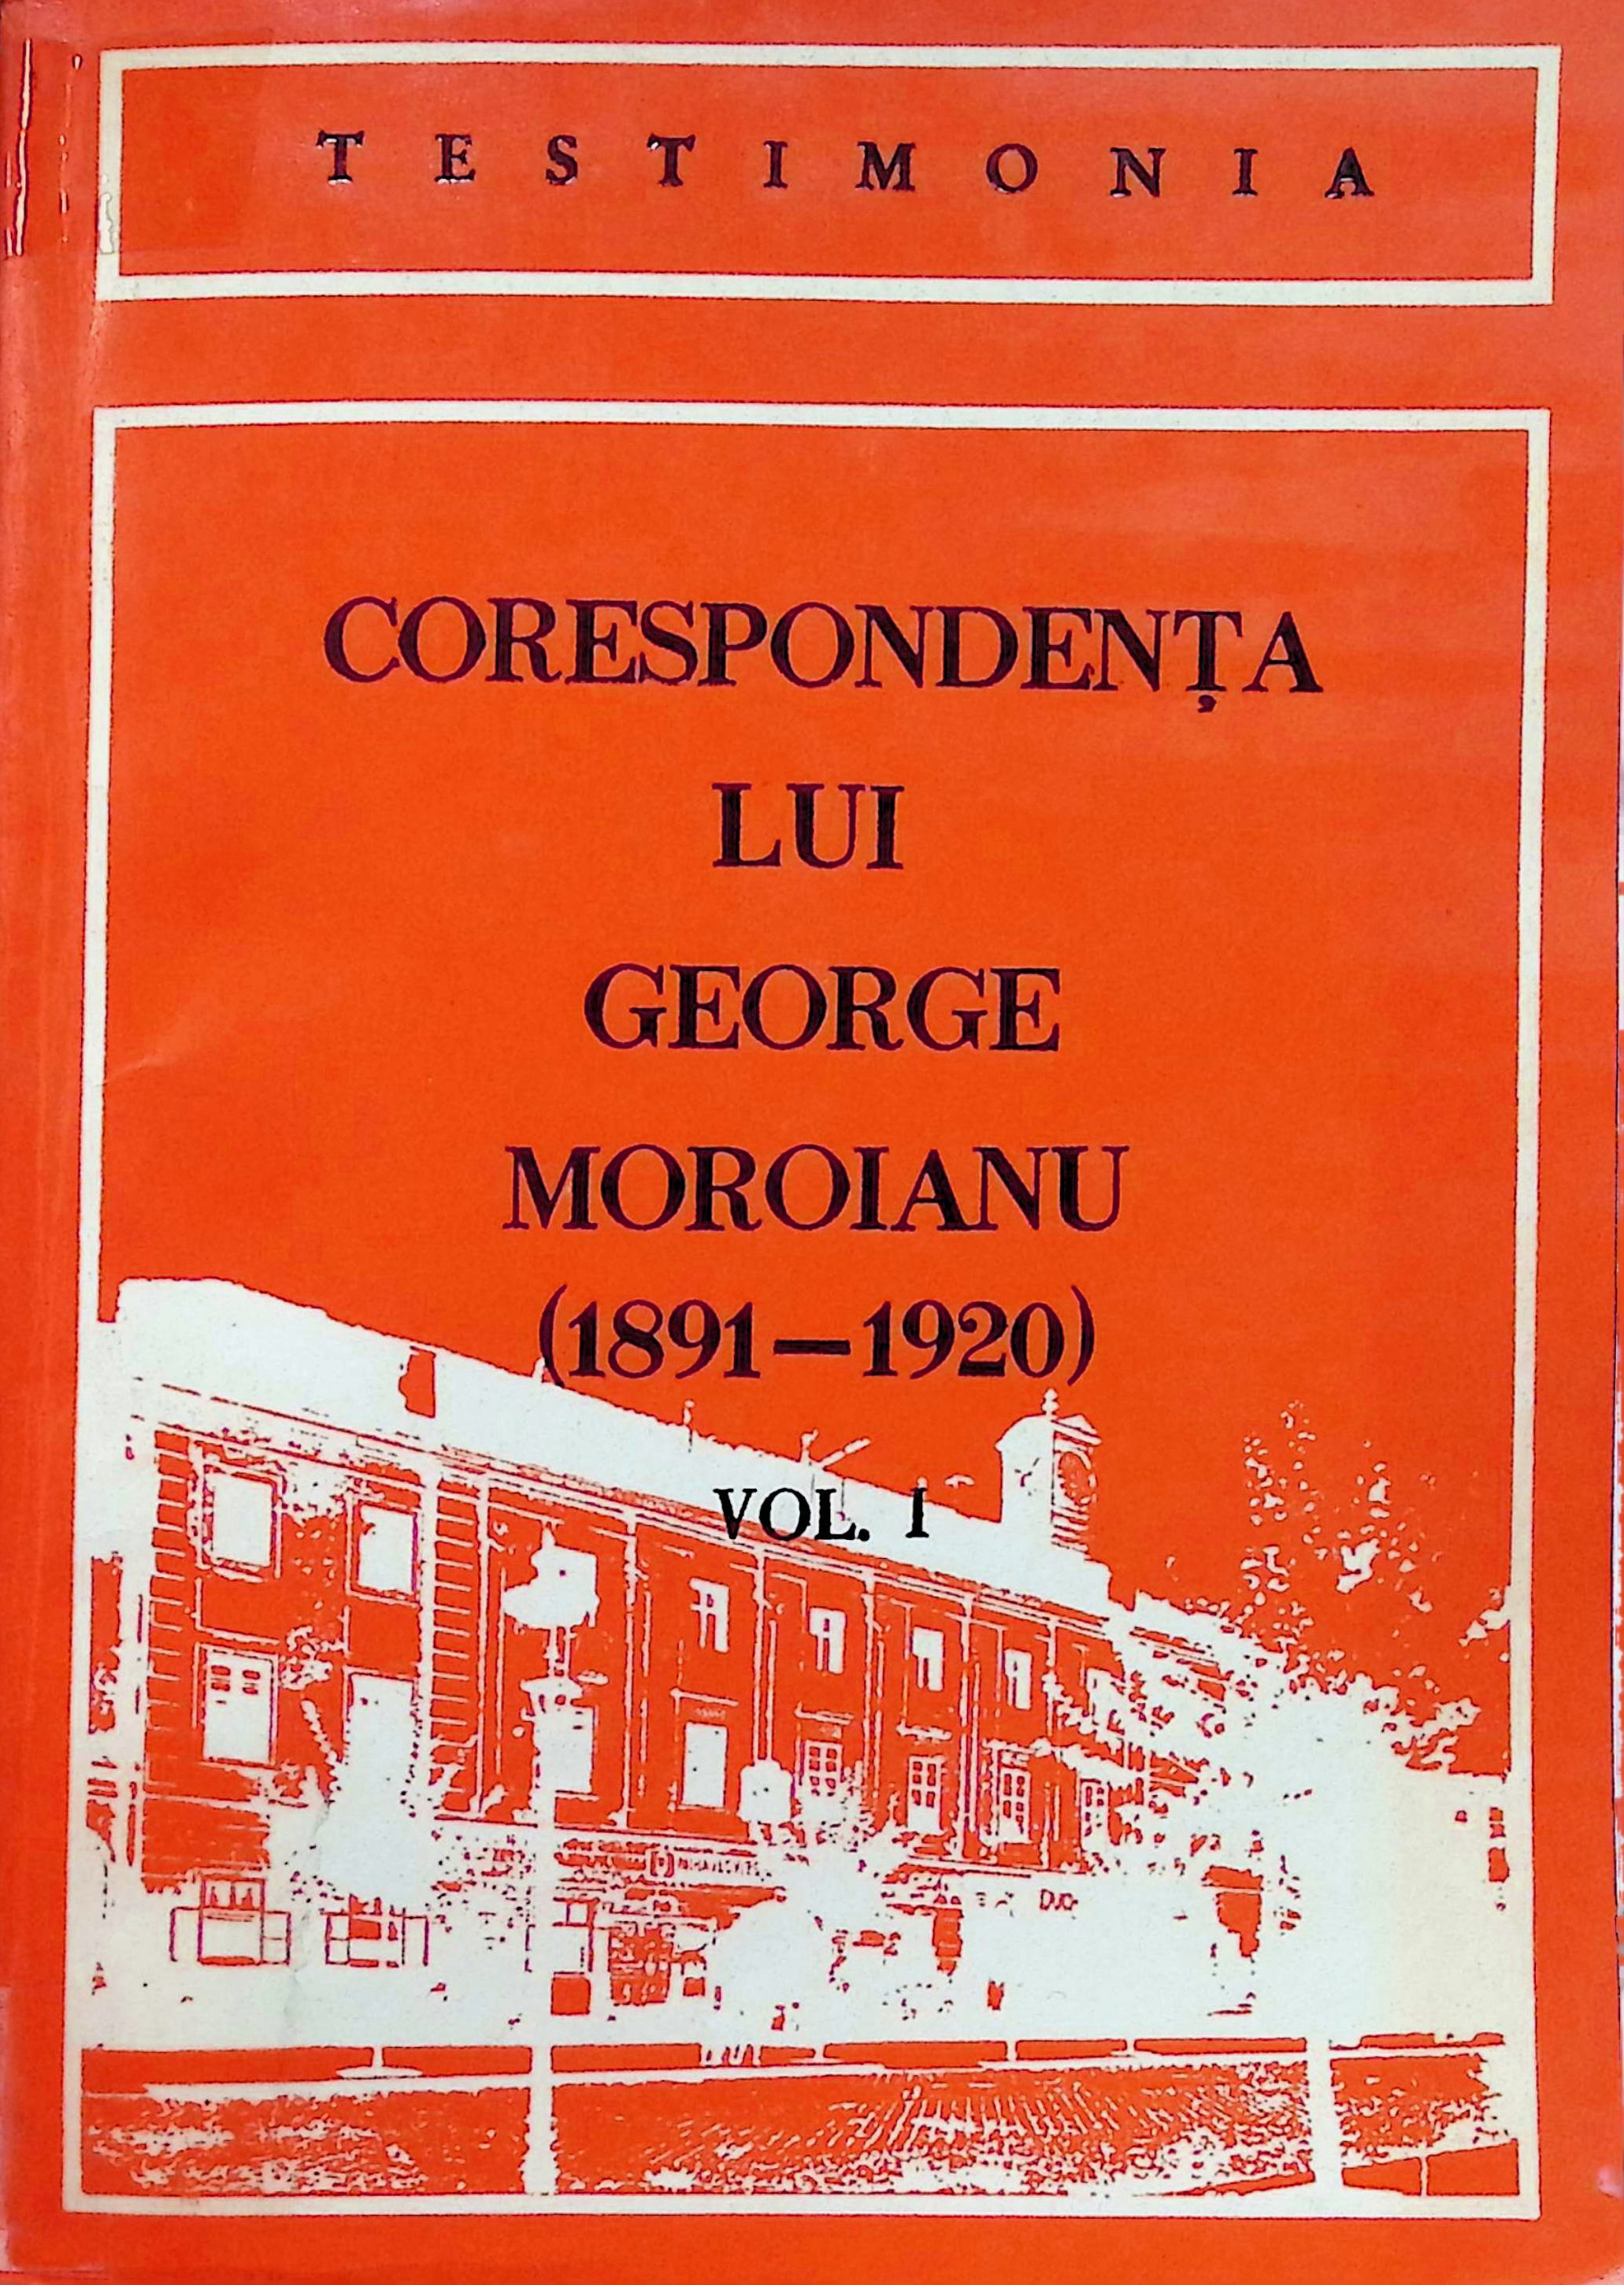 TESTIMONIA
CORESPONDENȚA
LUI
GEORGE
MOROIANU
(1891—1920)
VOL. I